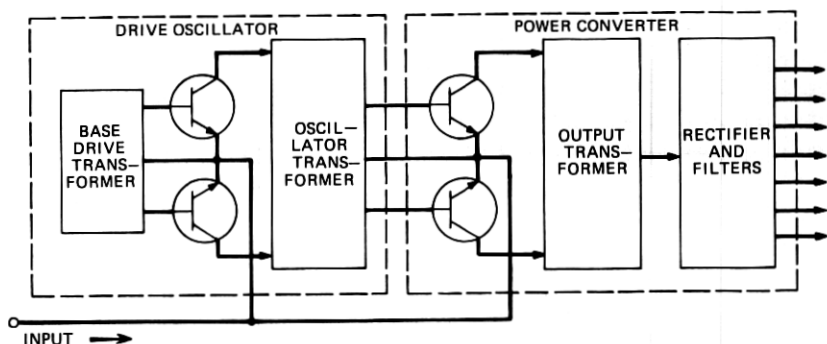 DRIVE OSCILLATOR
POWER CONVERTER
BASE
DRIVE
TRANS-
FORMER
OSCIL-
LATOR
TRANS-
FORMER
OUTPUT
TRANS-
FORMER
RECTIFIER
AND
FILTERS
INPUT